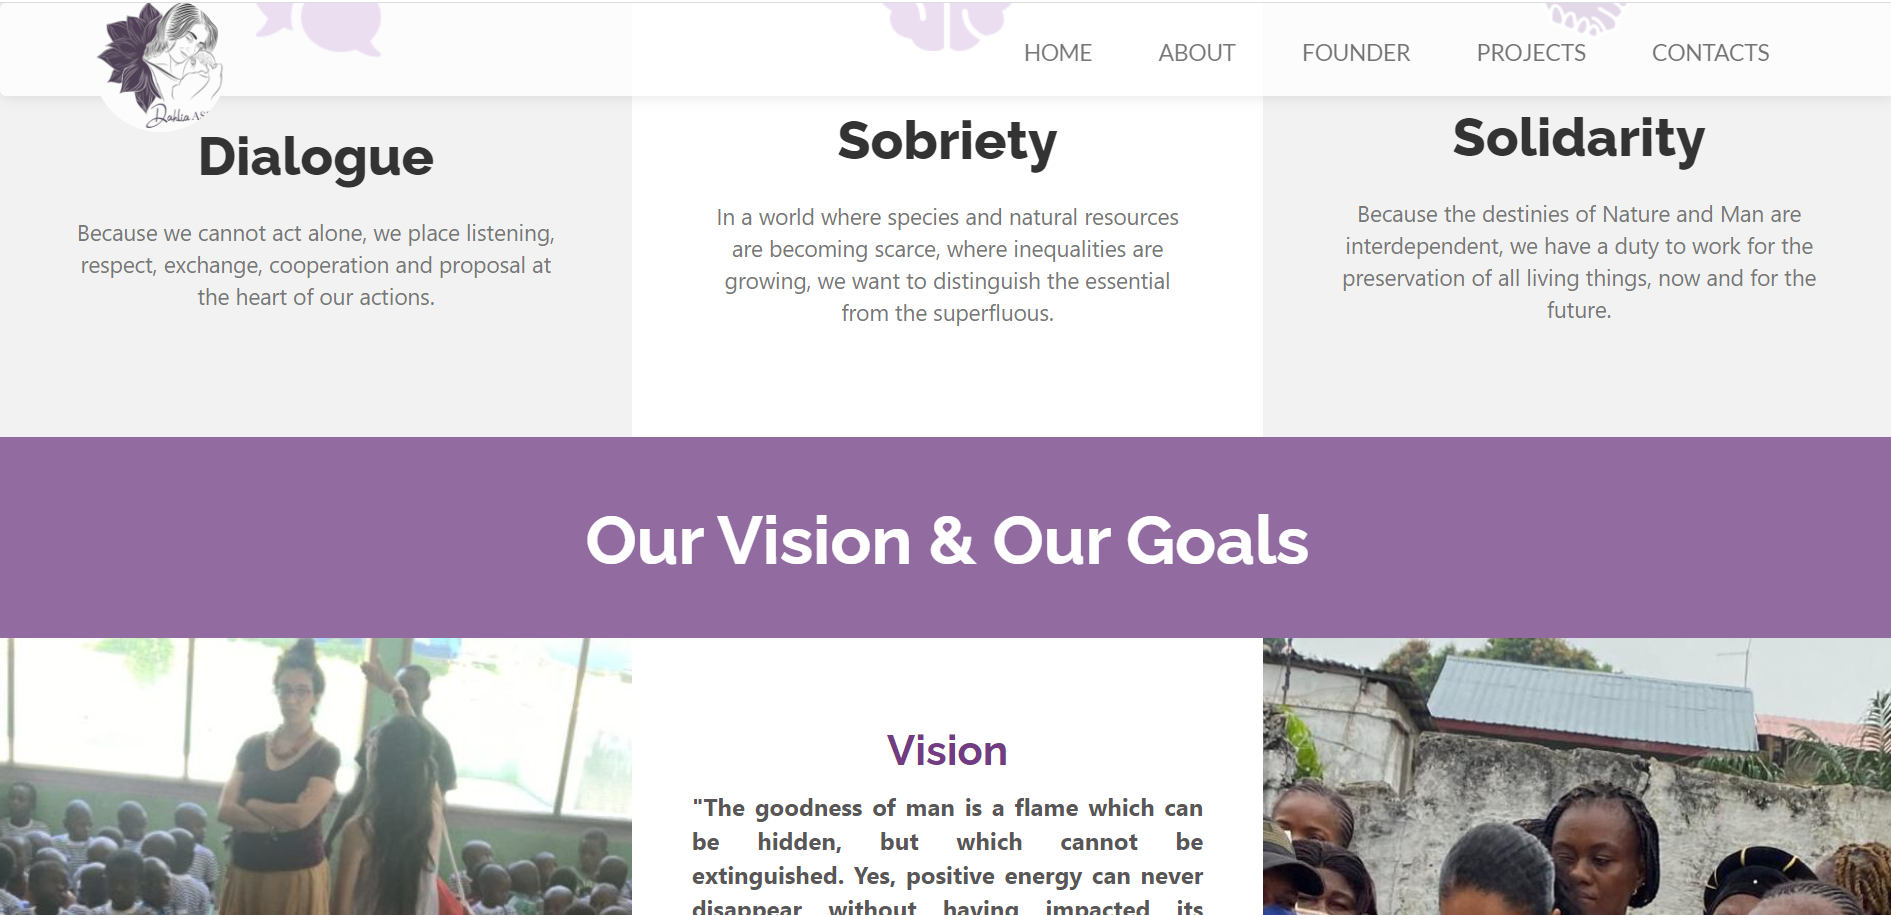 Dahlia AS
HOME ABOUT FOUNDER PROJECTS CONTACTS
Dialogue
Because we cannot act alone, we place listening,
respect, exchange, cooperation and proposal at
the heart of our actions.
Sobriety
In a world where species and natural resources
are becoming scarce, where inequalities are
growing, we want to distinguish the essential
from the superfluous.
Solidarity
Because the destinies of Nature and Man are
interdependent, we have a duty to work for the
preservation of all living things, now and for the
future.
Our Vision & Our Goals
Vision
"The goodness of man is a flame which can
be hidden, but which cannot be
extinguished. Yes, positive energy can never
disappear without having impacted its